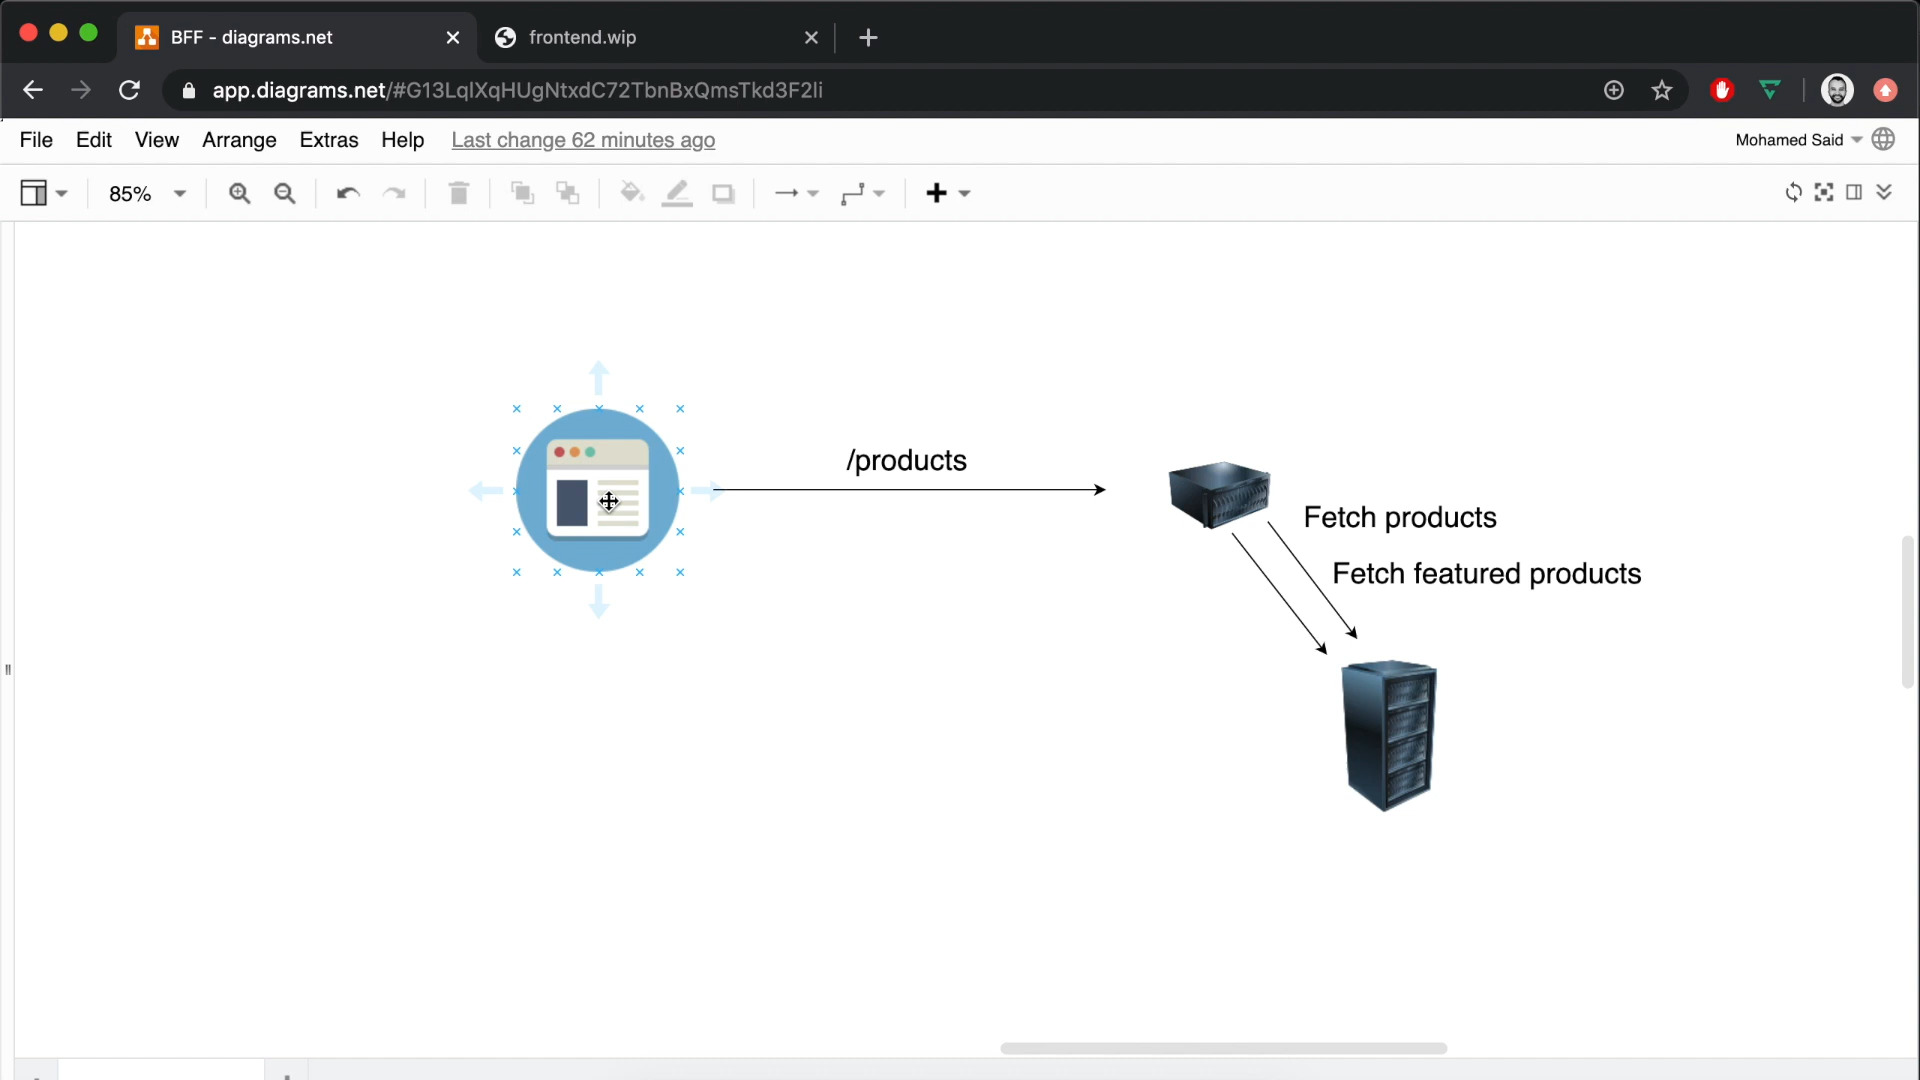 BFF - diagrams.net
frontend.wip
app.diagrams.net/#G13LqlXqHUgNtxdC72TbnBxQmsTkd3F2li
File Edit View Arrange Extras Help Last change 62 minutes ago
Mohamed Said
85%
/products
Fetch products
Fetch featured products